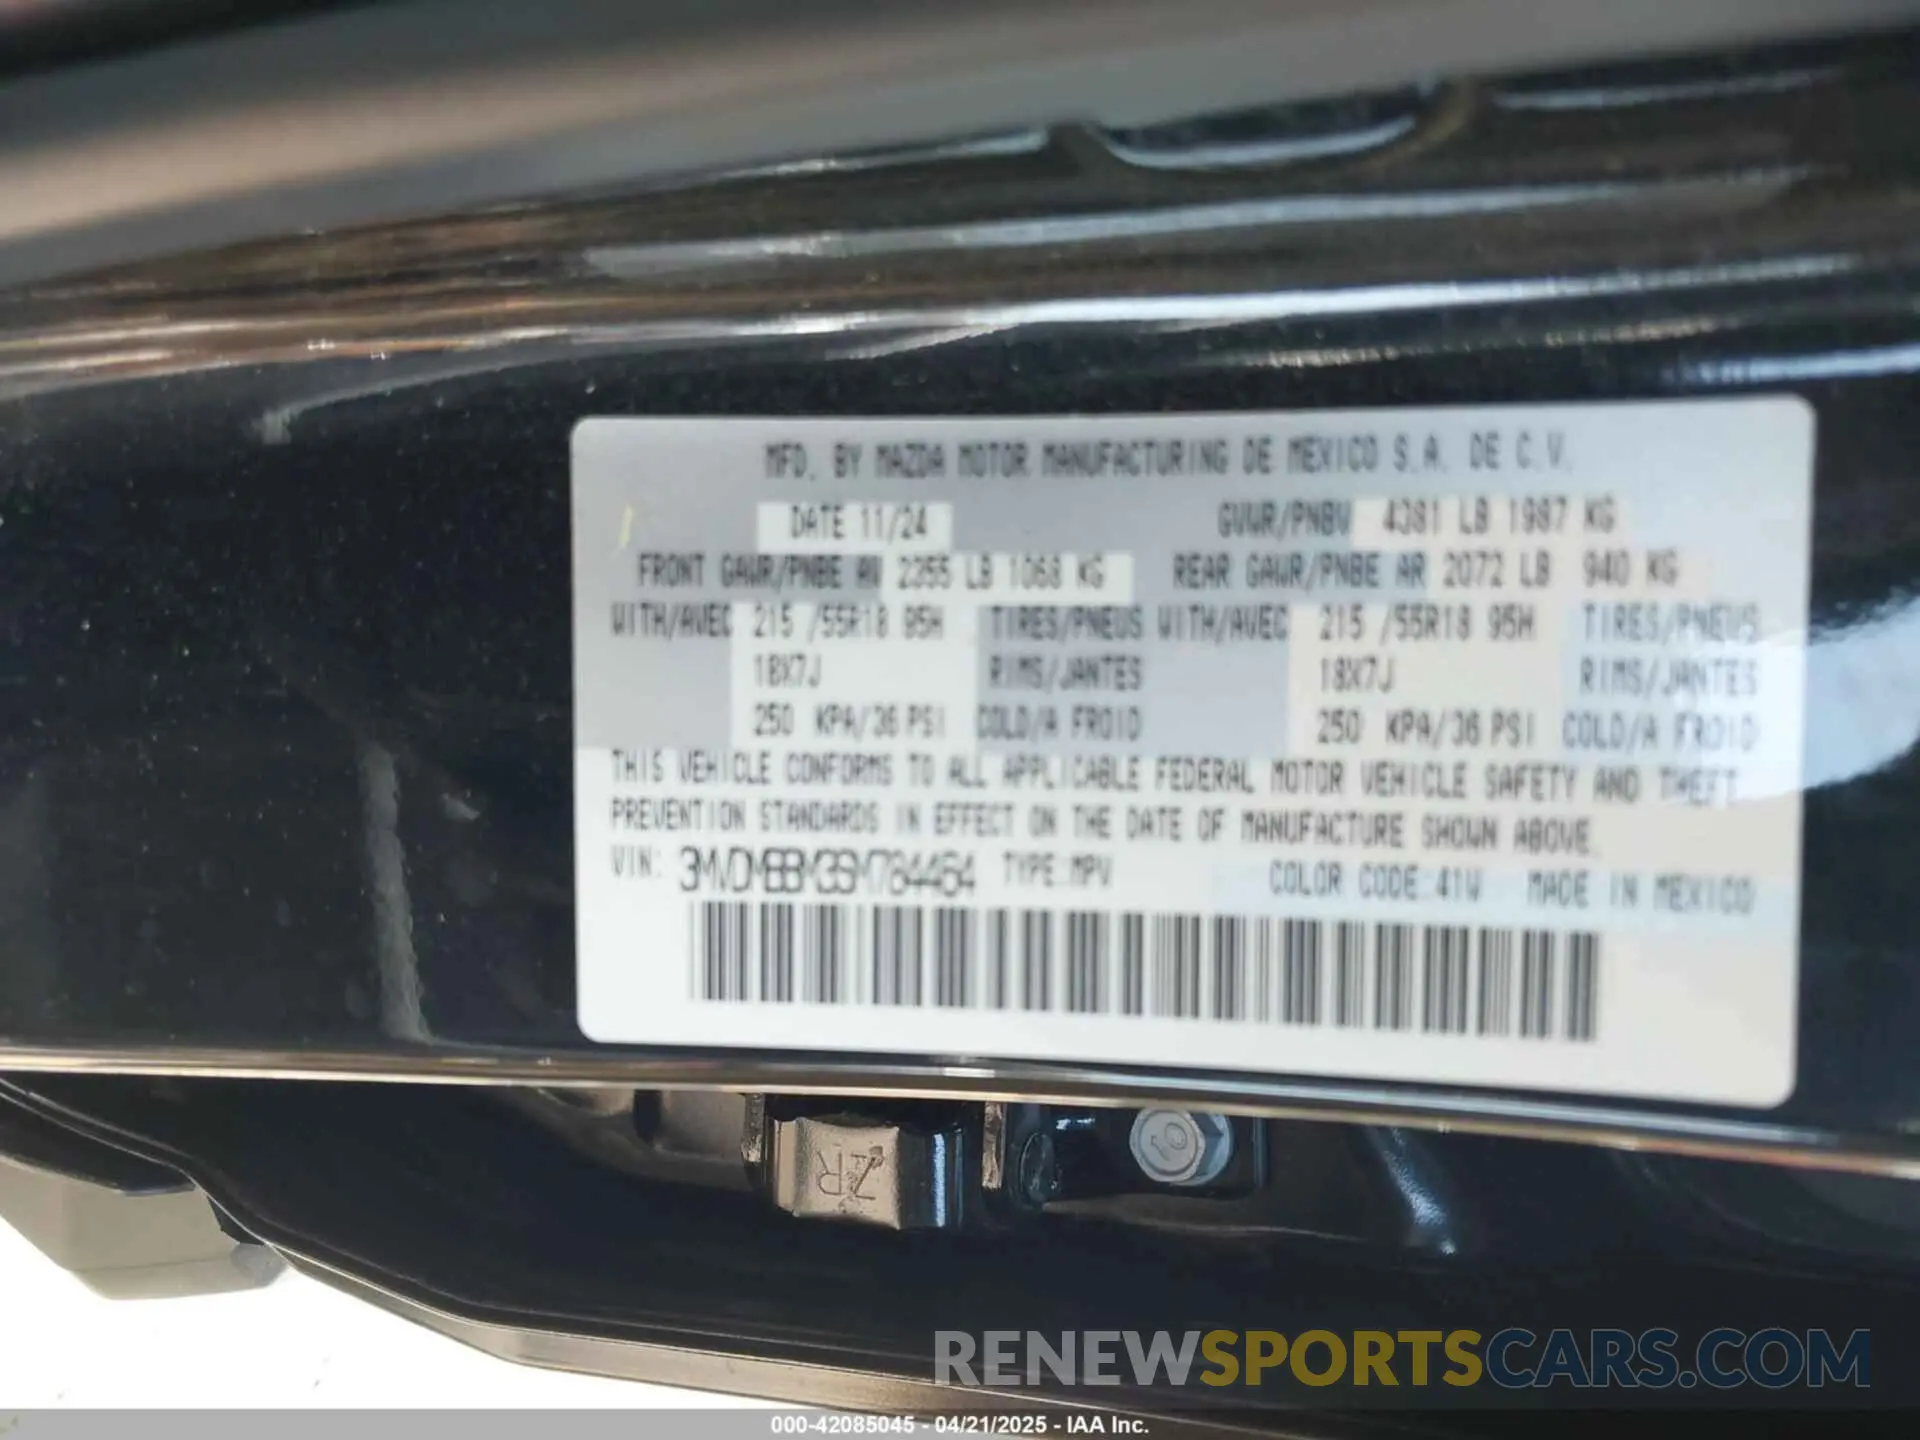 MFD. BY MAZDA MOTOR MANUFACTURING DE MEXICO S.A. DE C.V.
DATE 11/24 GVWR/PNBV 4381 LB 1987 KG
FRONT GAWR/PNBE AV 2355 LB 1068 KG REAR GAWR/PNBE AR 2072 LB 940 KG
WITH/AVEC 215 /55R18 95H TIRES/PNEUS WITH/AVEC 215 /55R18 95H TIRES/PNEUS
18X7J RIMS/JANTES 18X7J RIMS/JANTES
250 KPA/36 PSI COLD/A FROID 250 KPA/36 PSI COLD/A FROID
THIS VEHICLE CONFORMS TO ALL APPLICABLE FEDERAL MOTOR VEHICLE SAFETY AND THEFT
PREVENTION STANDARDS IN EFFECT ON THE DATE OF MANUFACTURE SHOWN ABOVE.
VIN: TYPE:MPV COLOR CODE:41W MADE IN MEXICO
ZR
RENEWSPORTSCARS.COM
000-42085045 - 04/21/2025 - IAA Inc.